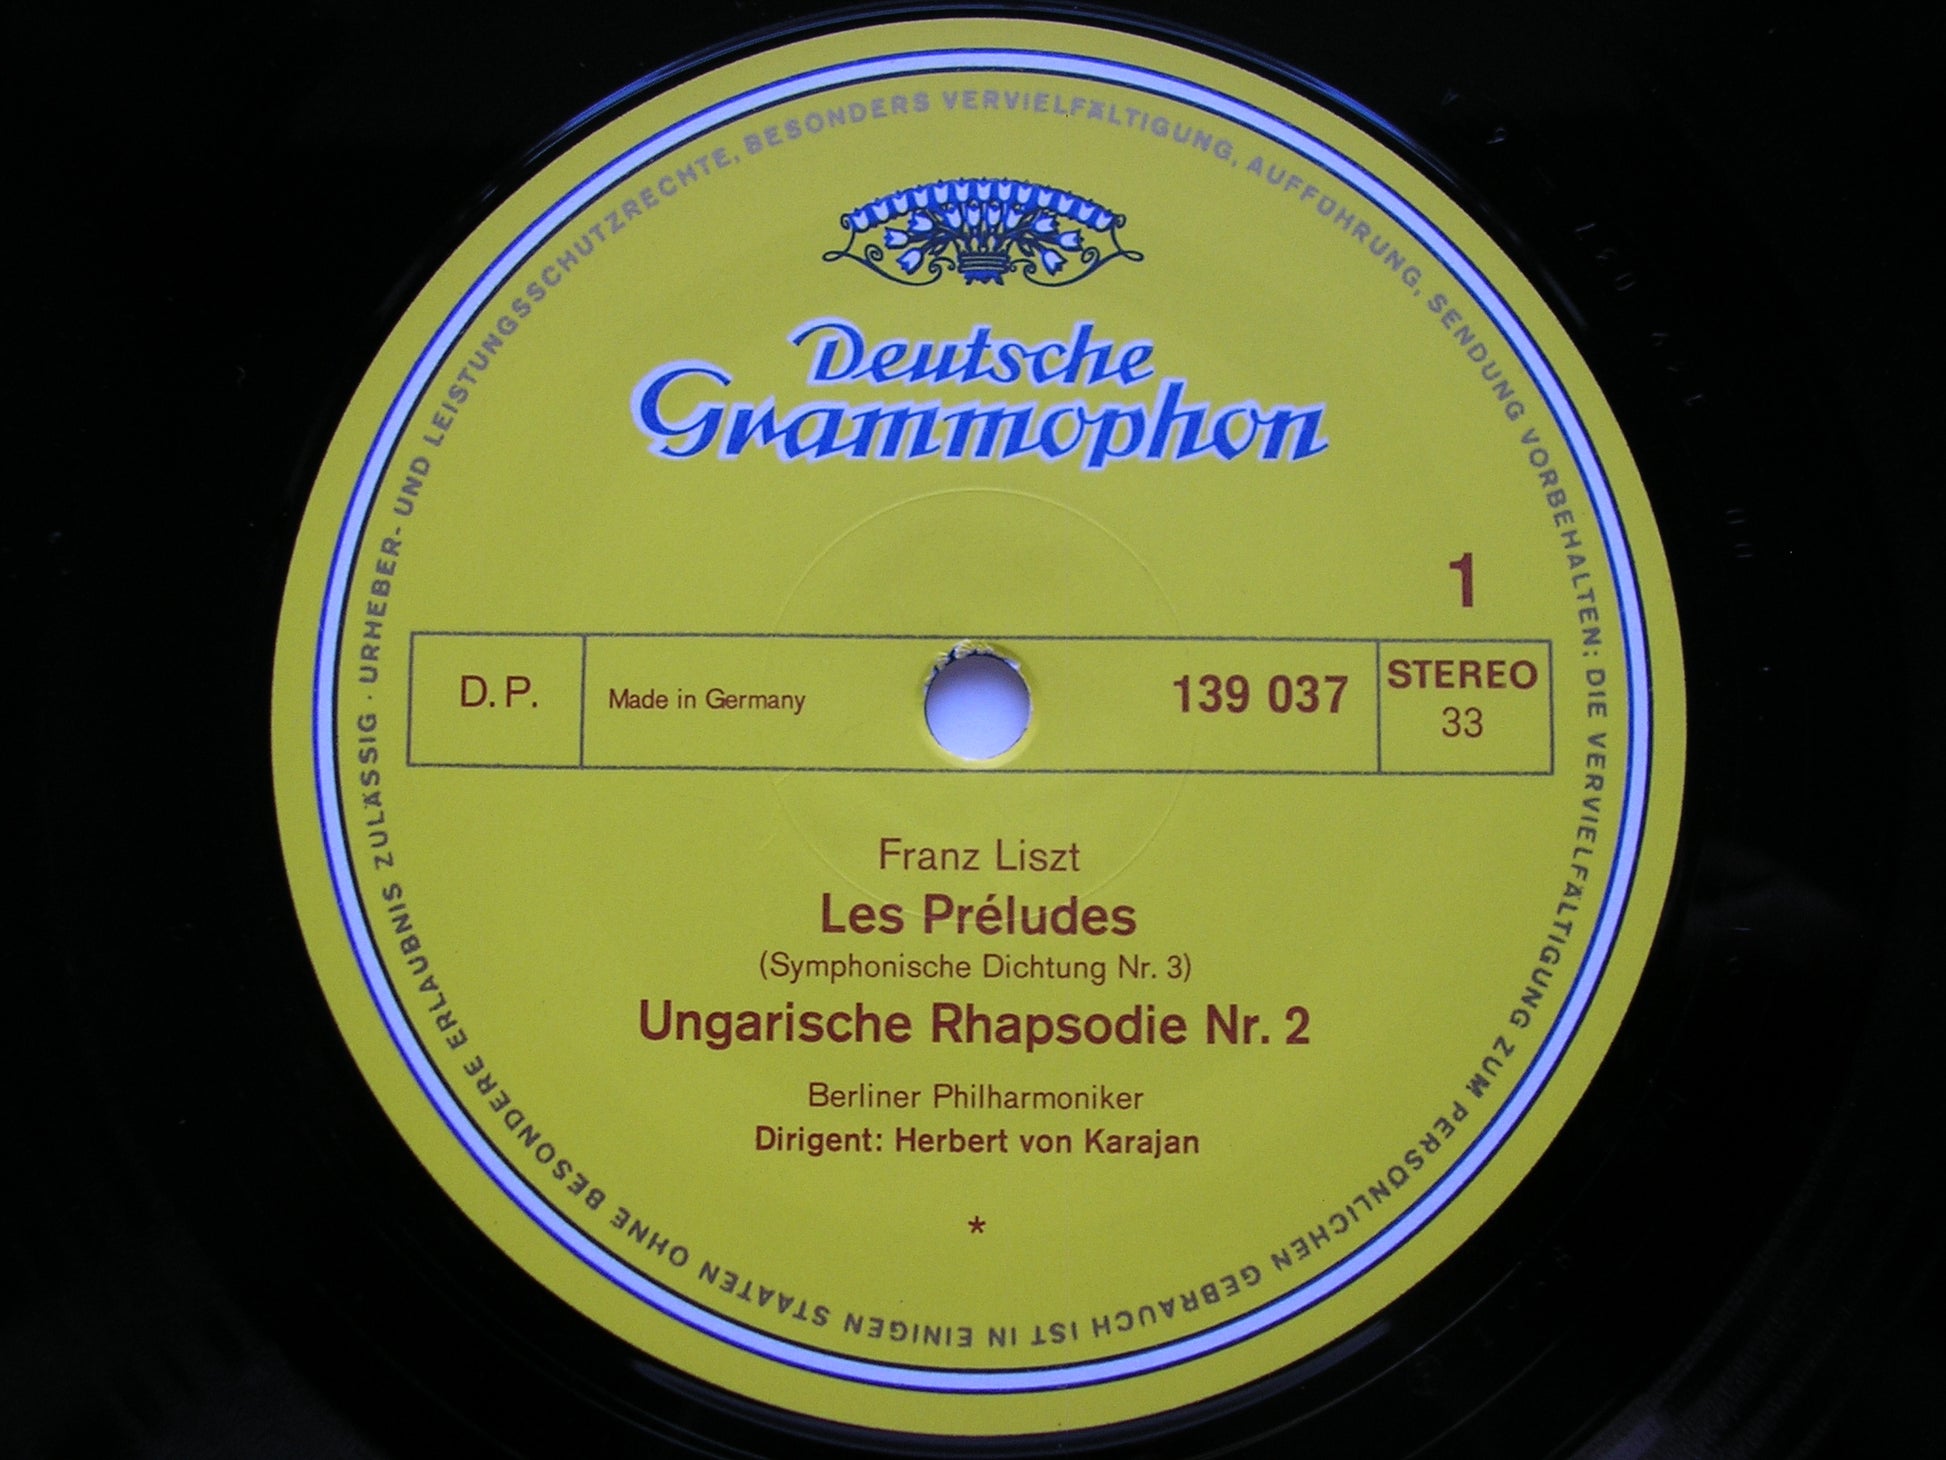 URHEBER- UND LEISTUNGSSCHUTZRECHTE, BESONDERS VERVIELFÄLTIGUNG, AUFFÜHRUNG, SENDUNG VORBEHALTEN: DIE VERVIELFÄLTIGUNG ZUM PERSÖNLICHEN GEBRAUCH IST IN EINIGEN STAATEN OHNE BESONDERE ERLAUBNIS ZULÄSSIG ·
Deutsche
Grammophon
1
D.P.
Made in Germany
139 037
STEREO
33
Franz Liszt
Les Préludes
(Symphonische Dichtung Nr. 3)
Ungarische Rhapsodie Nr. 2
Berliner Philharmoniker
Dirigent: Herbert von Karajan
*